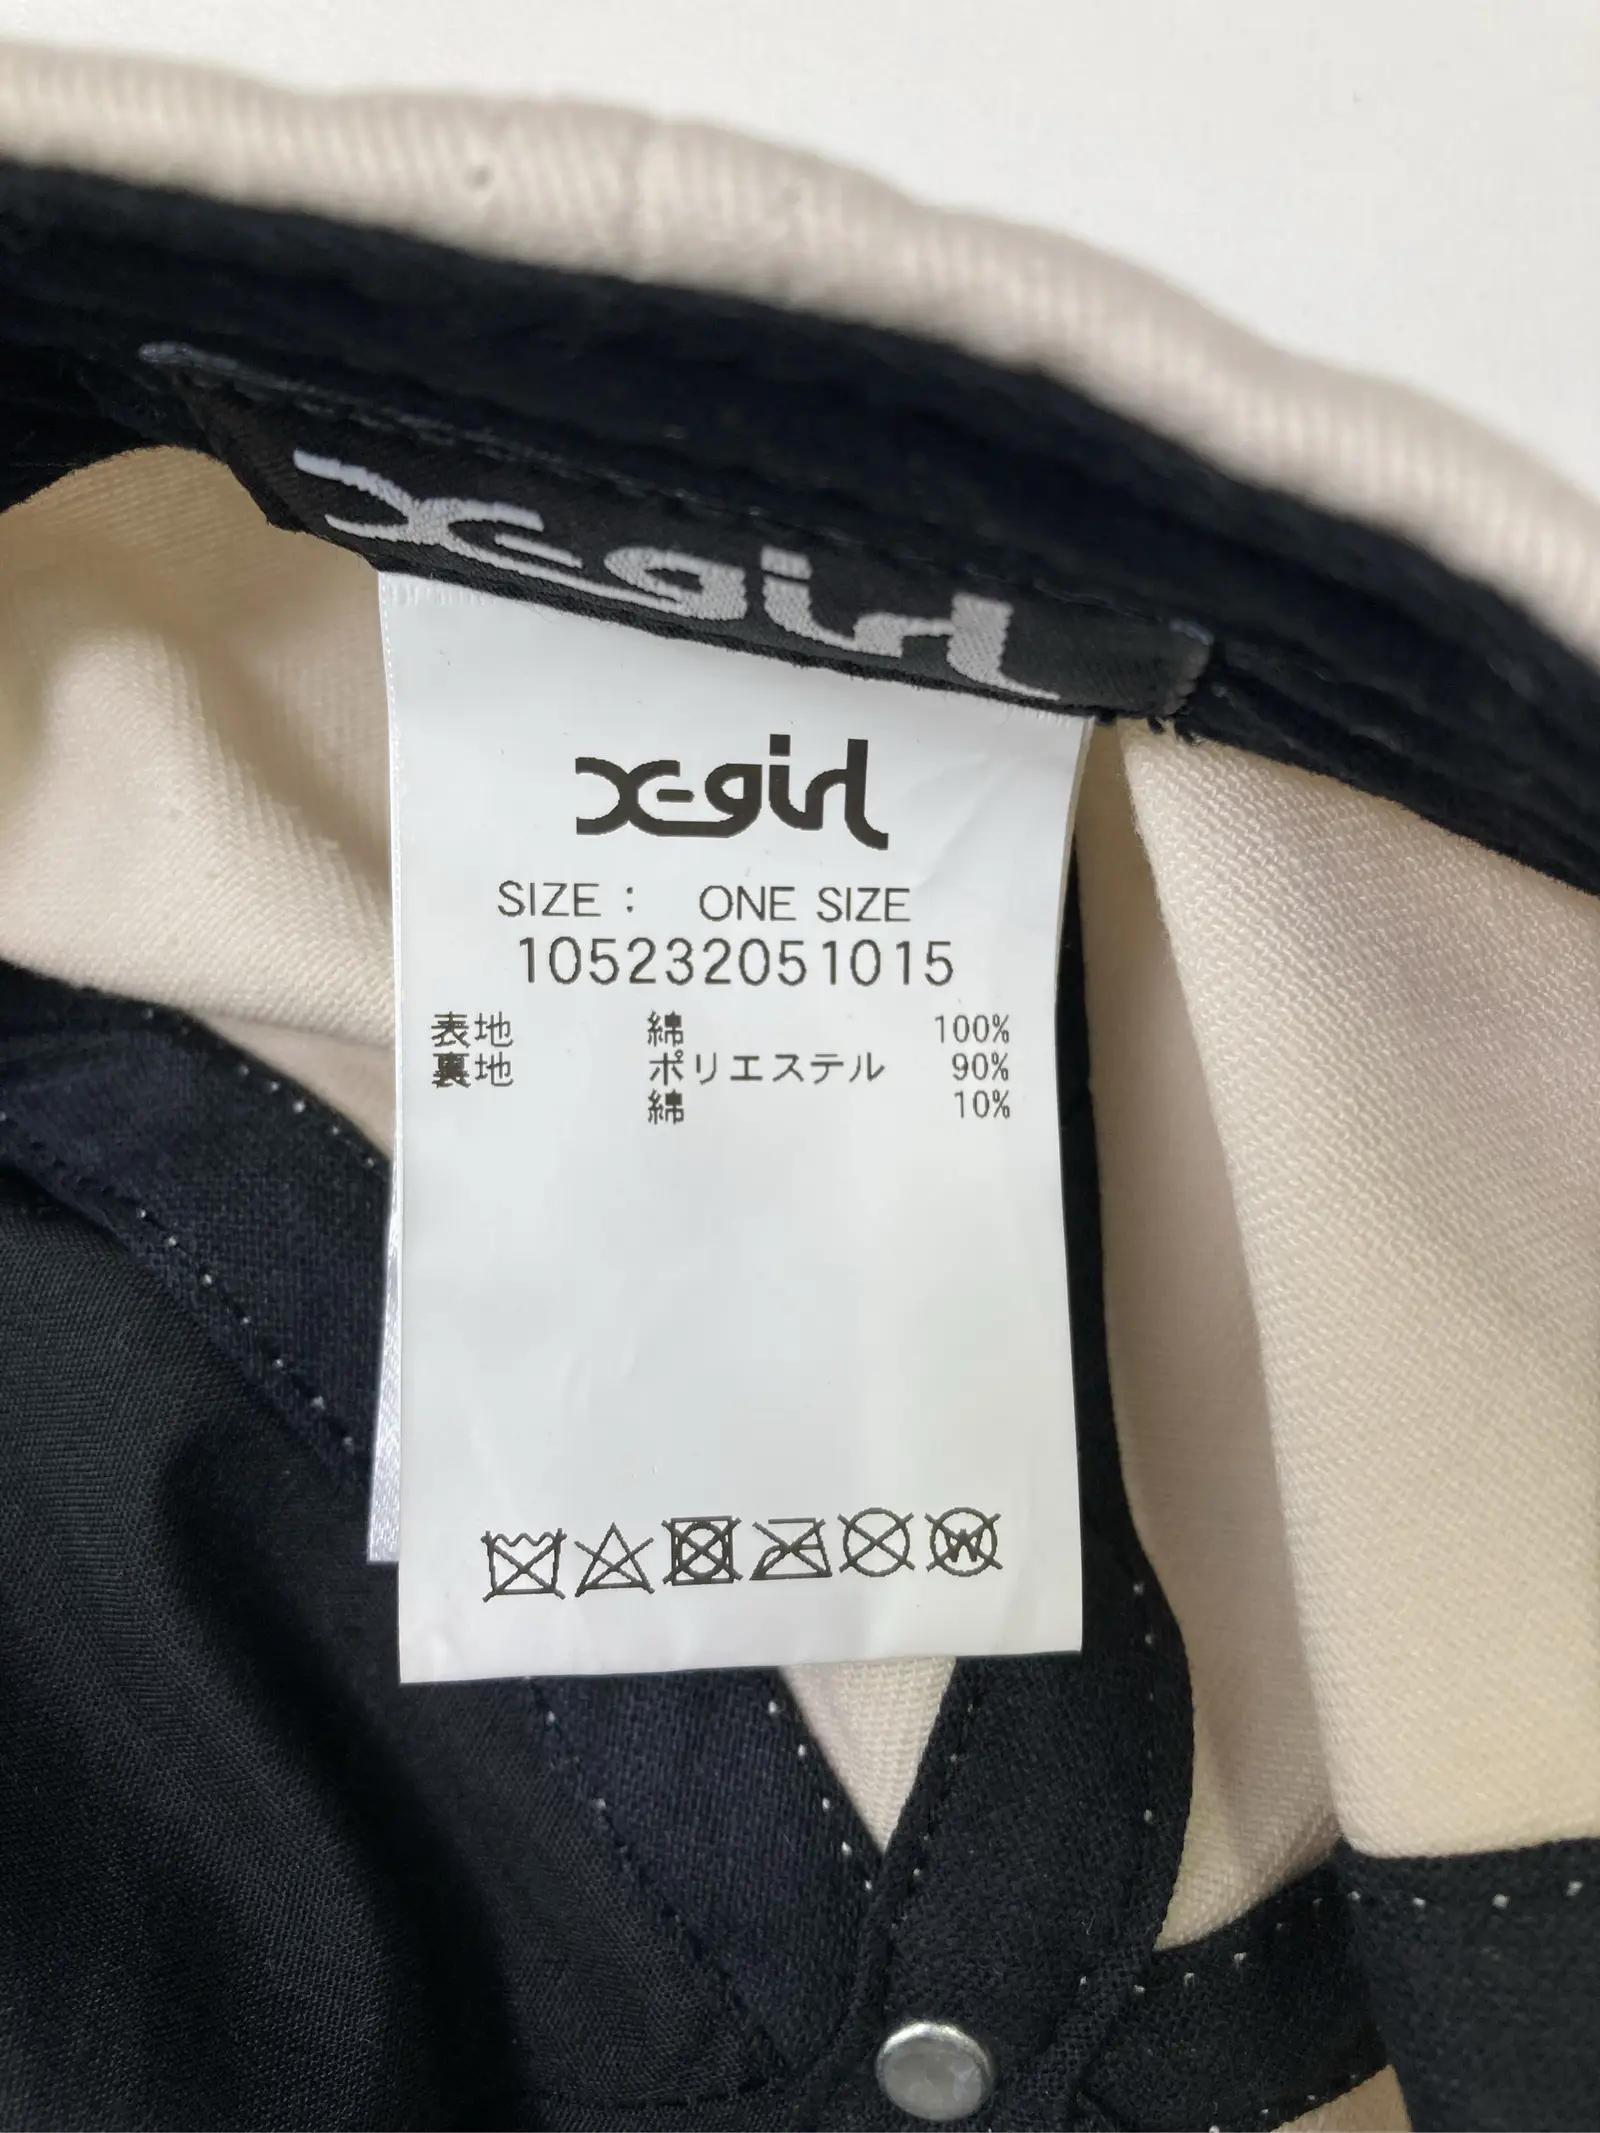 X-girl
X-girl
SIZE : ONE SIZE
105232051015
表地 綿 100%
裏地 ポリエステル 90%
綿 10%
W